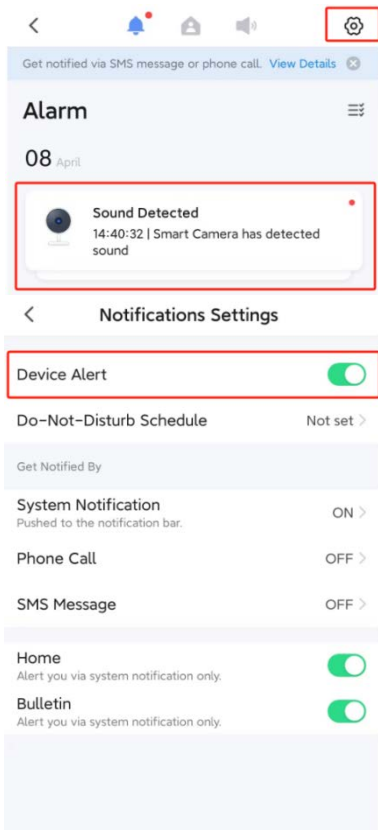 Get notified via SMS message or phone call. View Details
Alarm
08 April
Sound Detected
14:40:32 | Smart Camera has detected
sound
Notifications Settings
Device Alert
Do-Not-Disturb Schedule Not set
Get Notified By
System Notification ON
Pushed to the notification bar.
Phone Call OFF
SMS Message OFF
Home
Alert you via system notification only.
Bulletin
Alert you via system notification only.